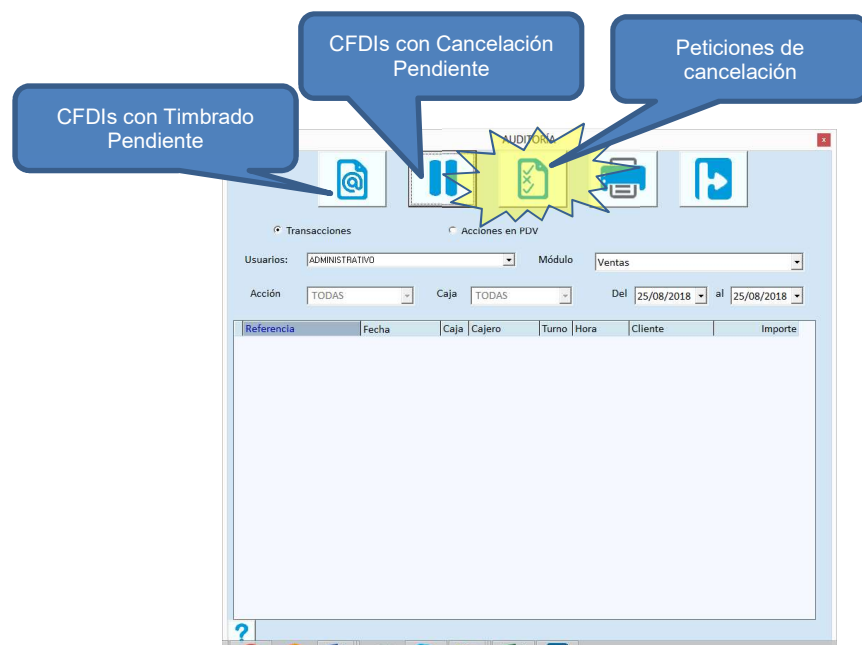 CFDIs con Cancelación
Pendiente
Peticiones de
cancelación
CFDIs con Timbrado
Pendiente
AUDITORÍA
x
@
Transacciones
Acciones en PDV
Usuarios:
ADMINISTRATIVO
Módulo
Ventas
Acción
TODAS
Caja
TODAS
Del
25/08/2018
al
25/08/2018
Referencia
Fecha
Caja
Cajero
Turno
Hora
Cliente
Importe
?